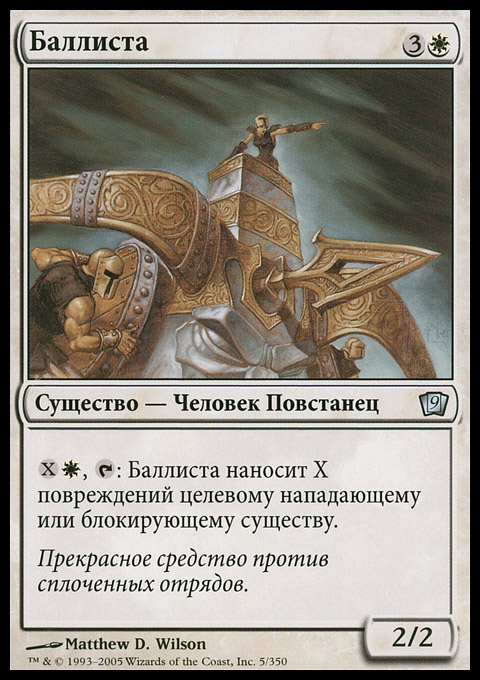 Баллиста 3
Существо — Человек Повстанец 9
X, : Баллиста наносит X
повреждений целевому нападающему
или блокирующему существу.
Прекрасное средство против
сплоченных отрядов.
2/2
Matthew D. Wilson
™ & © 1993–2005 Wizards of the Coast, Inc. 5/350